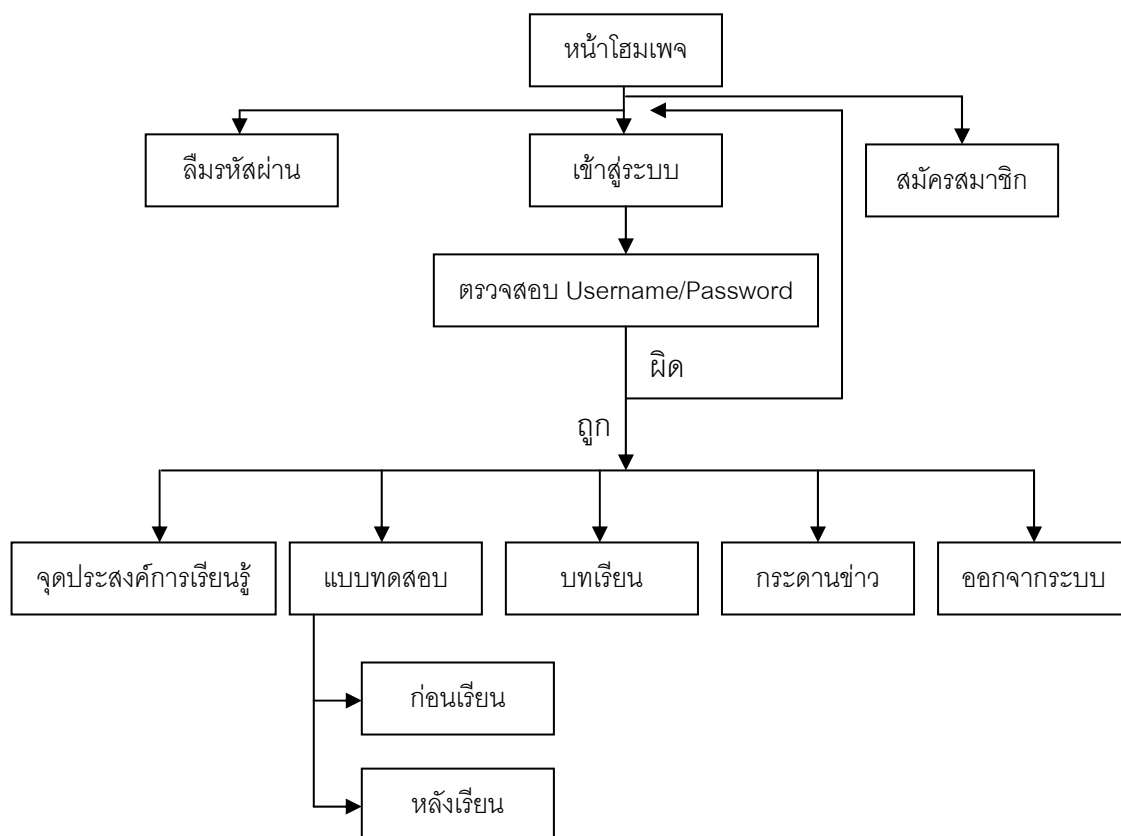 หน้าโฮมเพจ
ลืมรหัสผ่าน
เข้าสู่ระบบ
สมัครสมาชิก
ตรวจสอบ Username/Password
ผิด
ถูก
จุดประสงค์การเรียนรู้
แบบทดสอบ
บทเรียน
กระดานข่าว
ออกจากระบบ
ก่อนเรียน
หลังเรียน